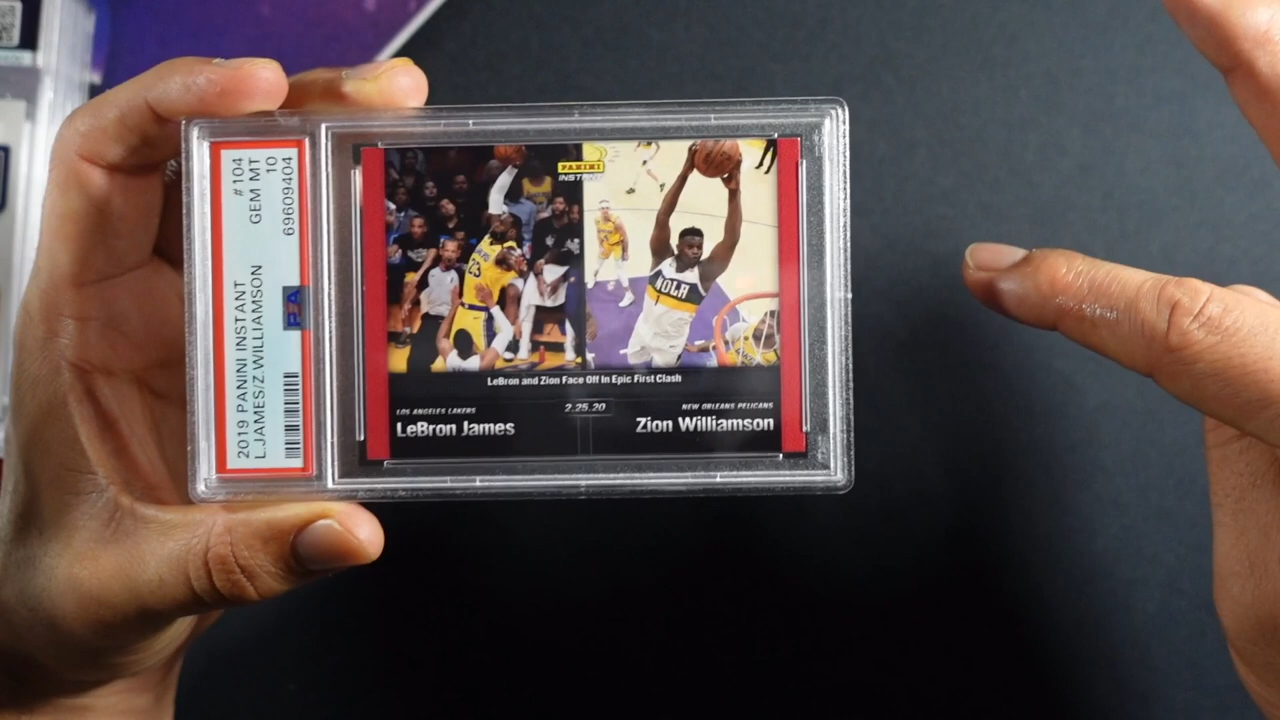 2019 PANINI INSTANT
L.JAMES/Z.WILLIAMSON
#104
GEM MT
10
69609404
PSA
PANINI
INSTANT
23
NOLA
1
LeBron and Zion Face Off In Epic First Clash
2.25.20
LOS ANGELES LAKERS
LeBron James
NEW ORLEANS PELICANS
Zion Williamson